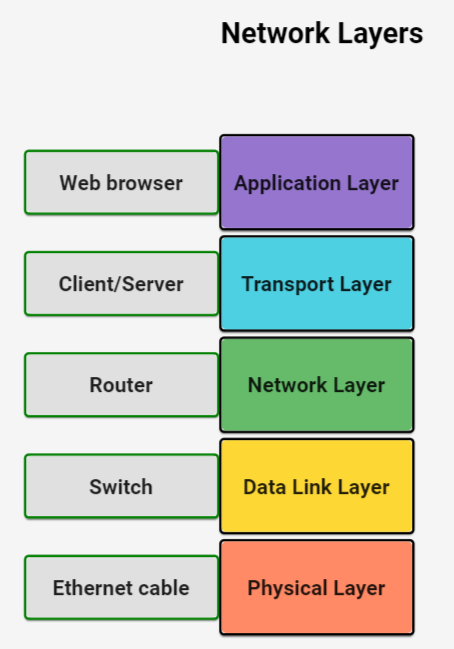 Network Layers
Web browser Application Layer
Client/Server Transport Layer
Router Network Layer
Switch Data Link Layer
Ethernet cable Physical Layer